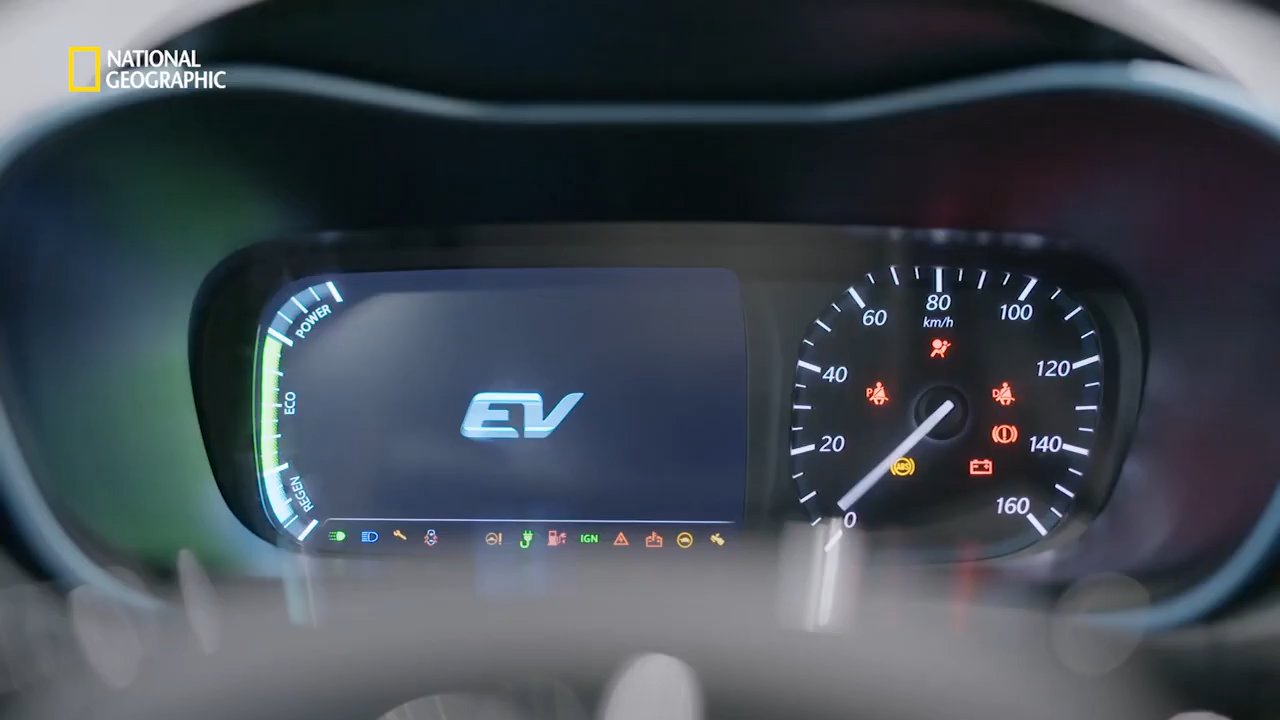 NATIONAL
GEOGRAPHIC
POWER
ECO
REGEN
EV
IGN
0
20
40
60
80
km/h
100
120
140
160
P
D
ABS